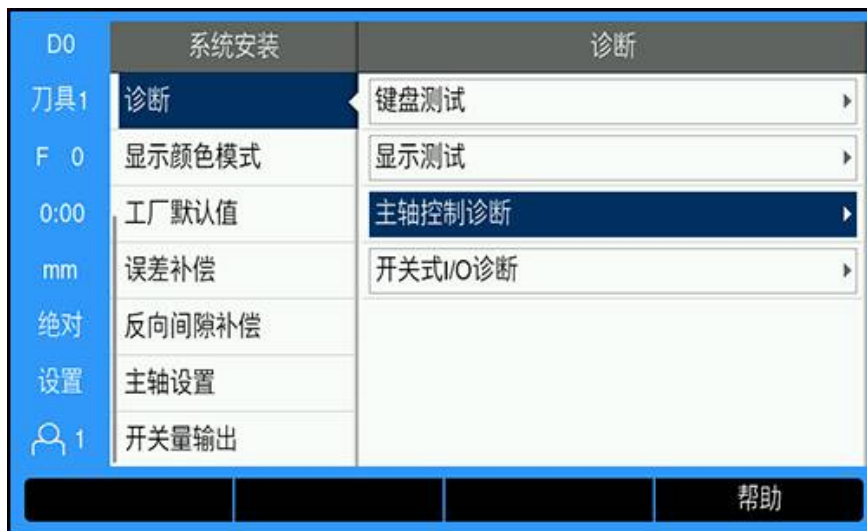 D0
系统安装
诊断
刀具1
诊断
键盘测试
F 0
显示颜色模式
显示测试
0:00
工厂默认值
主轴控制诊断
mm
误差补偿
开关式I/O诊断
绝对
反向间隙补偿
设置
主轴设置
1
开关量输出
帮助